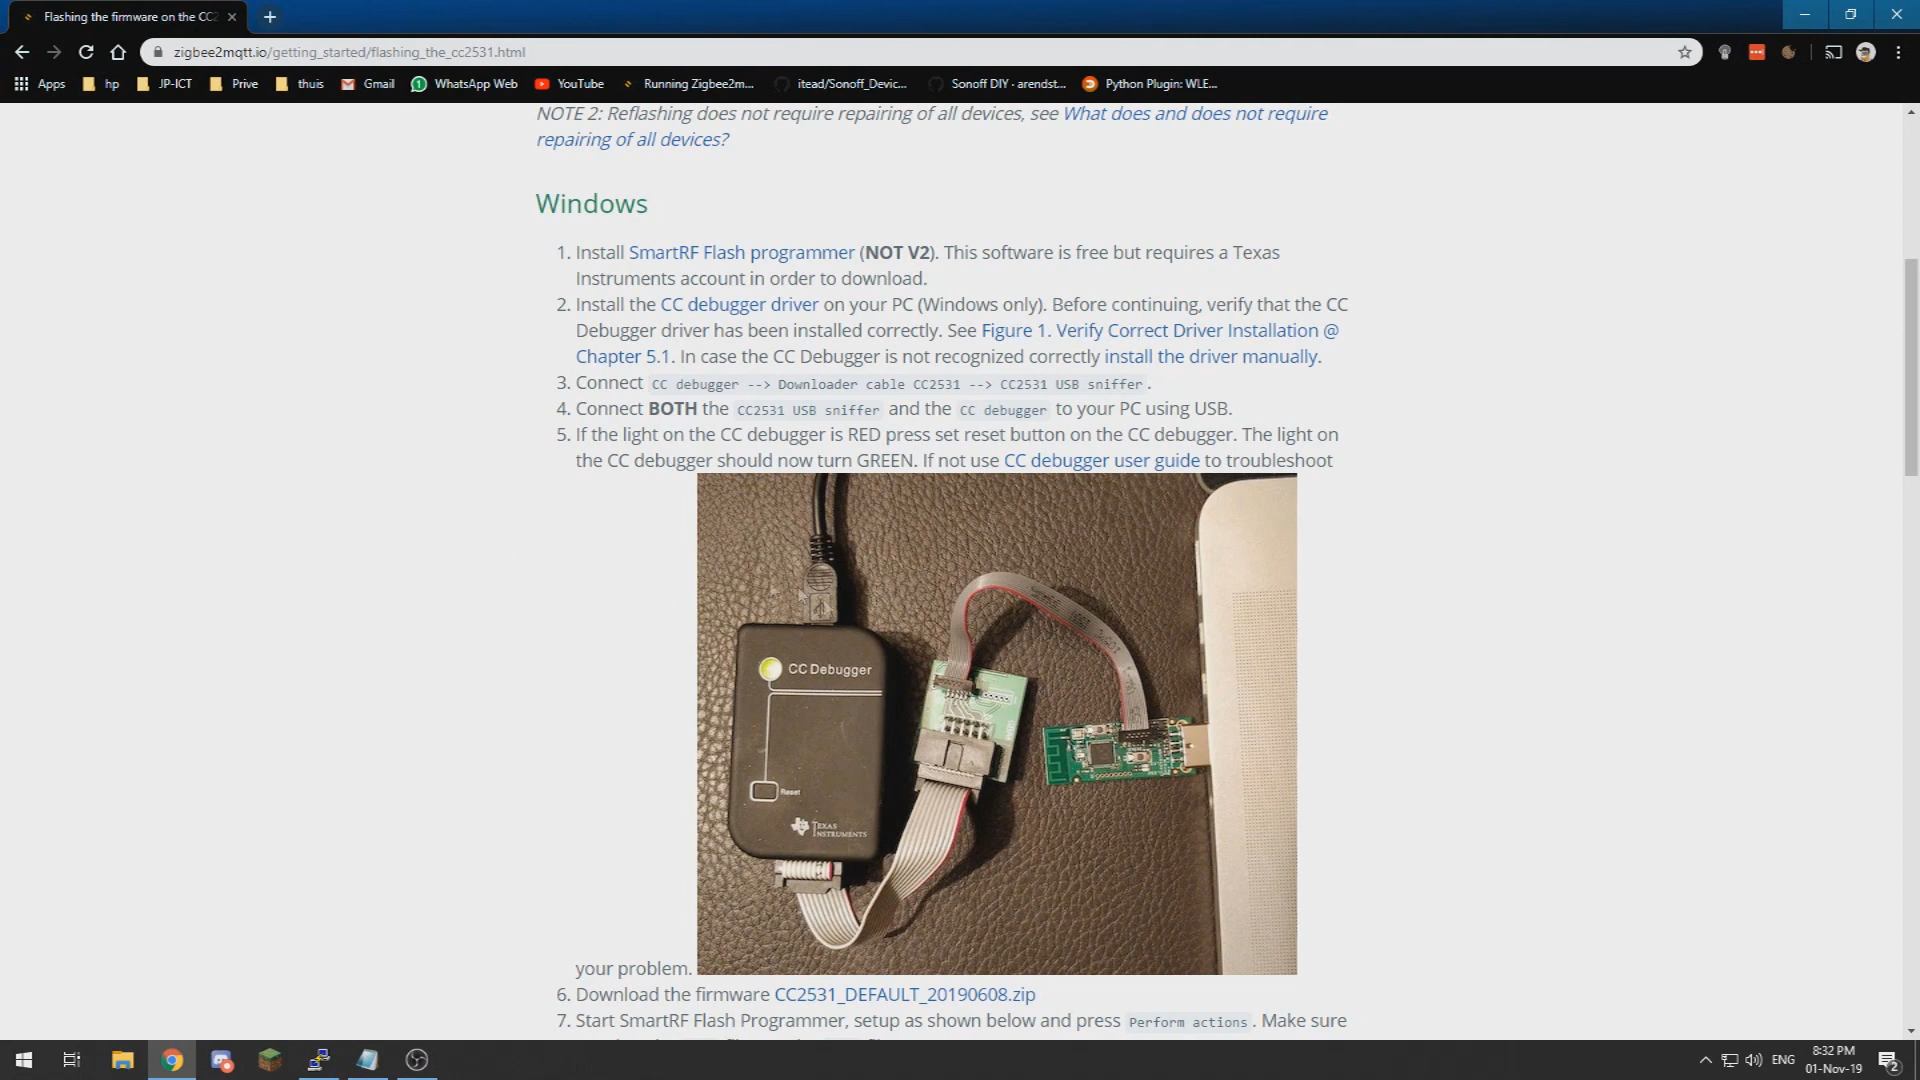 Flashing the firmware on the CC2
zigbee2mqtt.io/getting_started/flashing_the_cc2531.html
Apps hp JP-ICT Prive thuis Gmail WhatsApp Web YouTube Running Zigbee2m... itead/Sonoff_Devic... Sonoff DIY · arendst... Python Plugin: WLE...
NOTE 2: Reflashing does not require repairing of all devices, see What does and does not require
repairing of all devices?
Windows
1. Install SmartRF Flash programmer (NOT V2). This software is free but requires a Texas
Instruments account in order to download.
2. Install the CC debugger driver on your PC (Windows only). Before continuing, verify that the CC
Debugger driver has been installed correctly. See Figure 1. Verify Correct Driver Installation @
Chapter 5.1. In case the CC Debugger is not recognized correctly install the driver manually.
3. Connect CC debugger --> Downloader cable CC2531 --> CC2531 USB sniffer.
4. Connect BOTH the CC2531 USB sniffer and the CC debugger to your PC using USB.
5. If the light on the CC debugger is RED press set reset button on the CC debugger. The light on
the CC debugger should now turn GREEN. If not use CC debugger user guide to troubleshoot
CC Debugger
Reset
TEXAS
INSTRUMENTS
your problem.
6. Download the firmware CC2531_DEFAULT_20190608.zip
7. Start SmartRF Flash Programmer, setup as shown below and press Perform actions. Make sure
ENG
8:32 PM
01-Nov-19
2